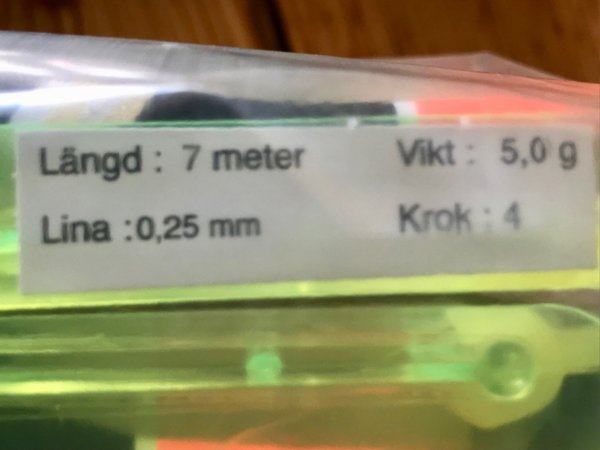 Längd : 7 meter Vikt : 5,0 g
Lina :0,25 mm Krok : 4